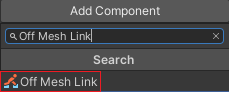 Add Component
Off Mesh Link
Search
Off Mesh Link